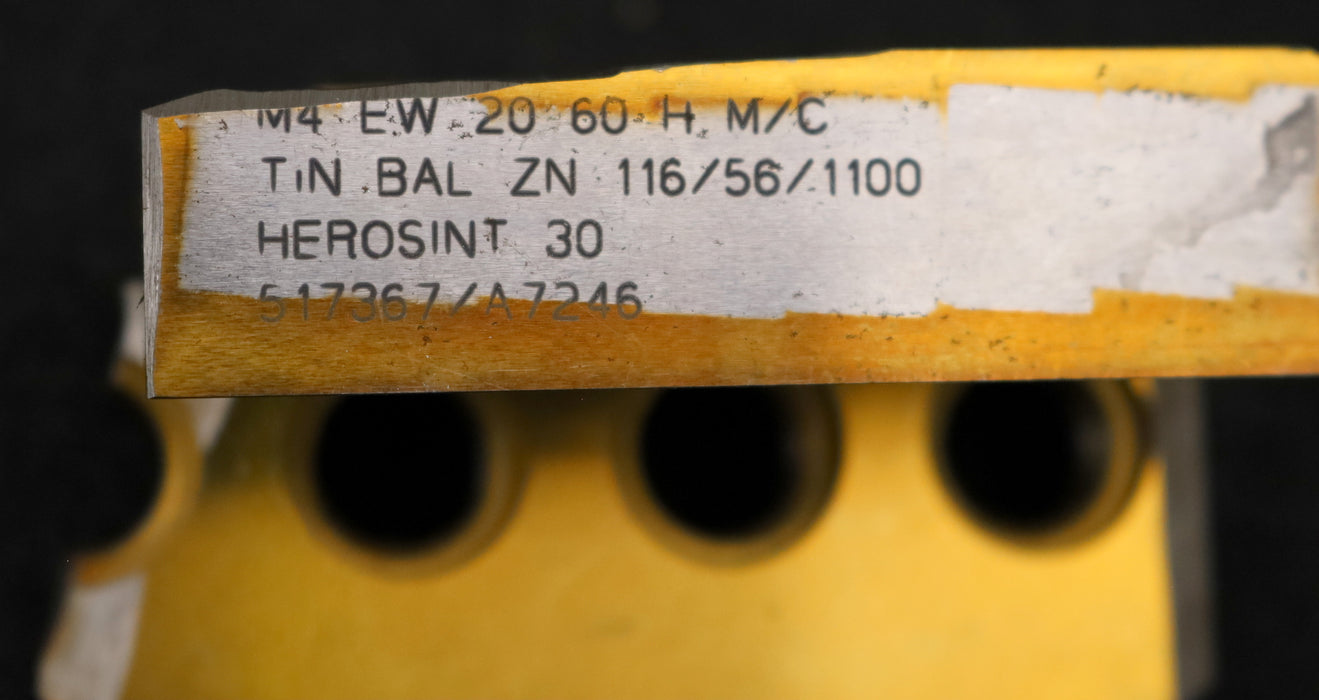 M4 EW 20 60 H M/C
TiN BAL ZN 116/56/1100
HEROSINT 30
517367/A7246